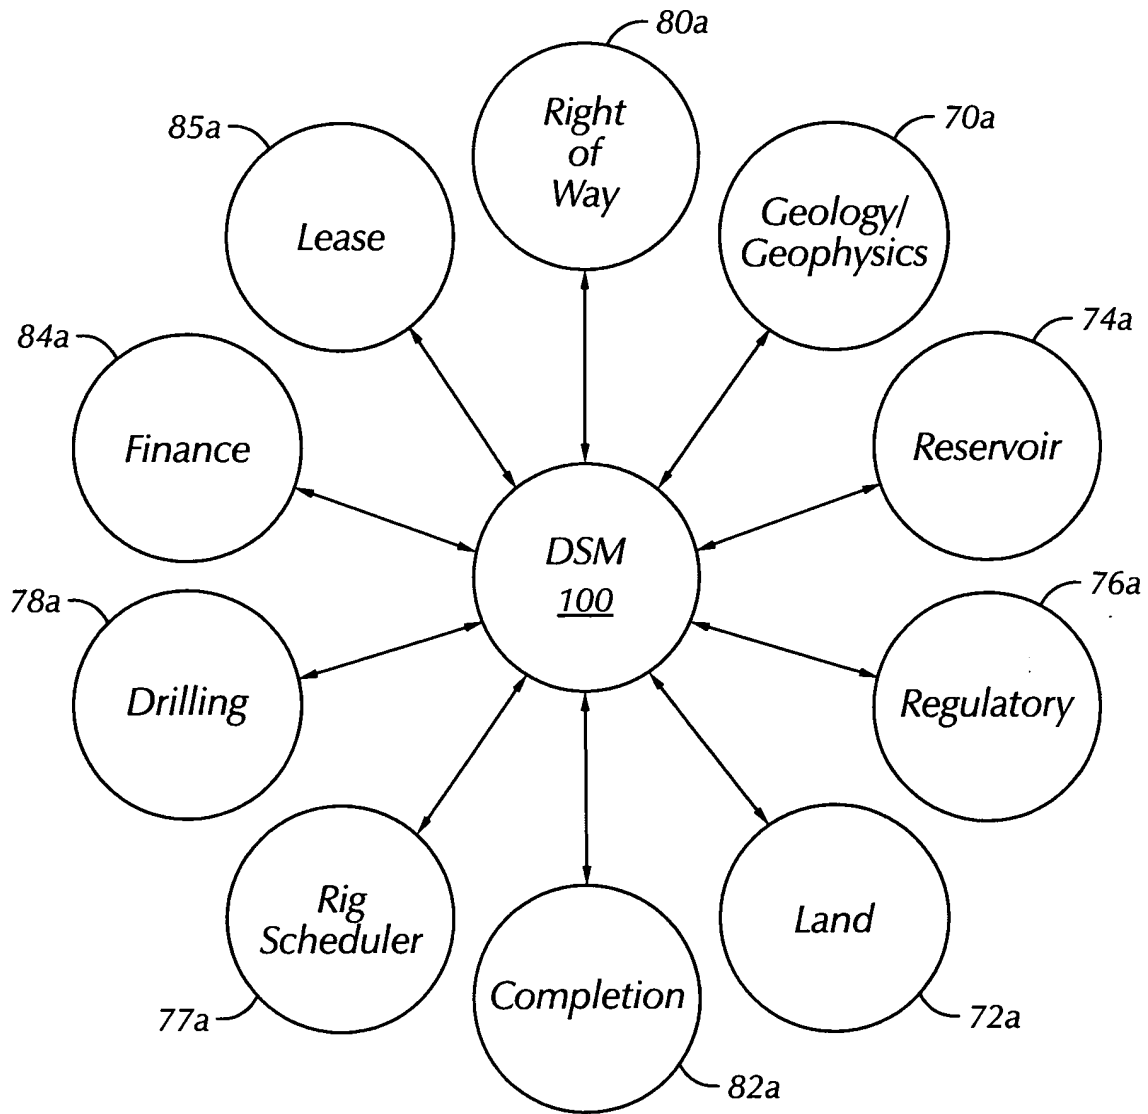 80a
Right
of
Way
85a
Lease
70a
Geology/
Geophysics
84a
Finance
74a
Reservoir
DSM
100
78a
Drilling
76a
Regulatory
Rig
Scheduler
77a
Completion
82a
Land
72a